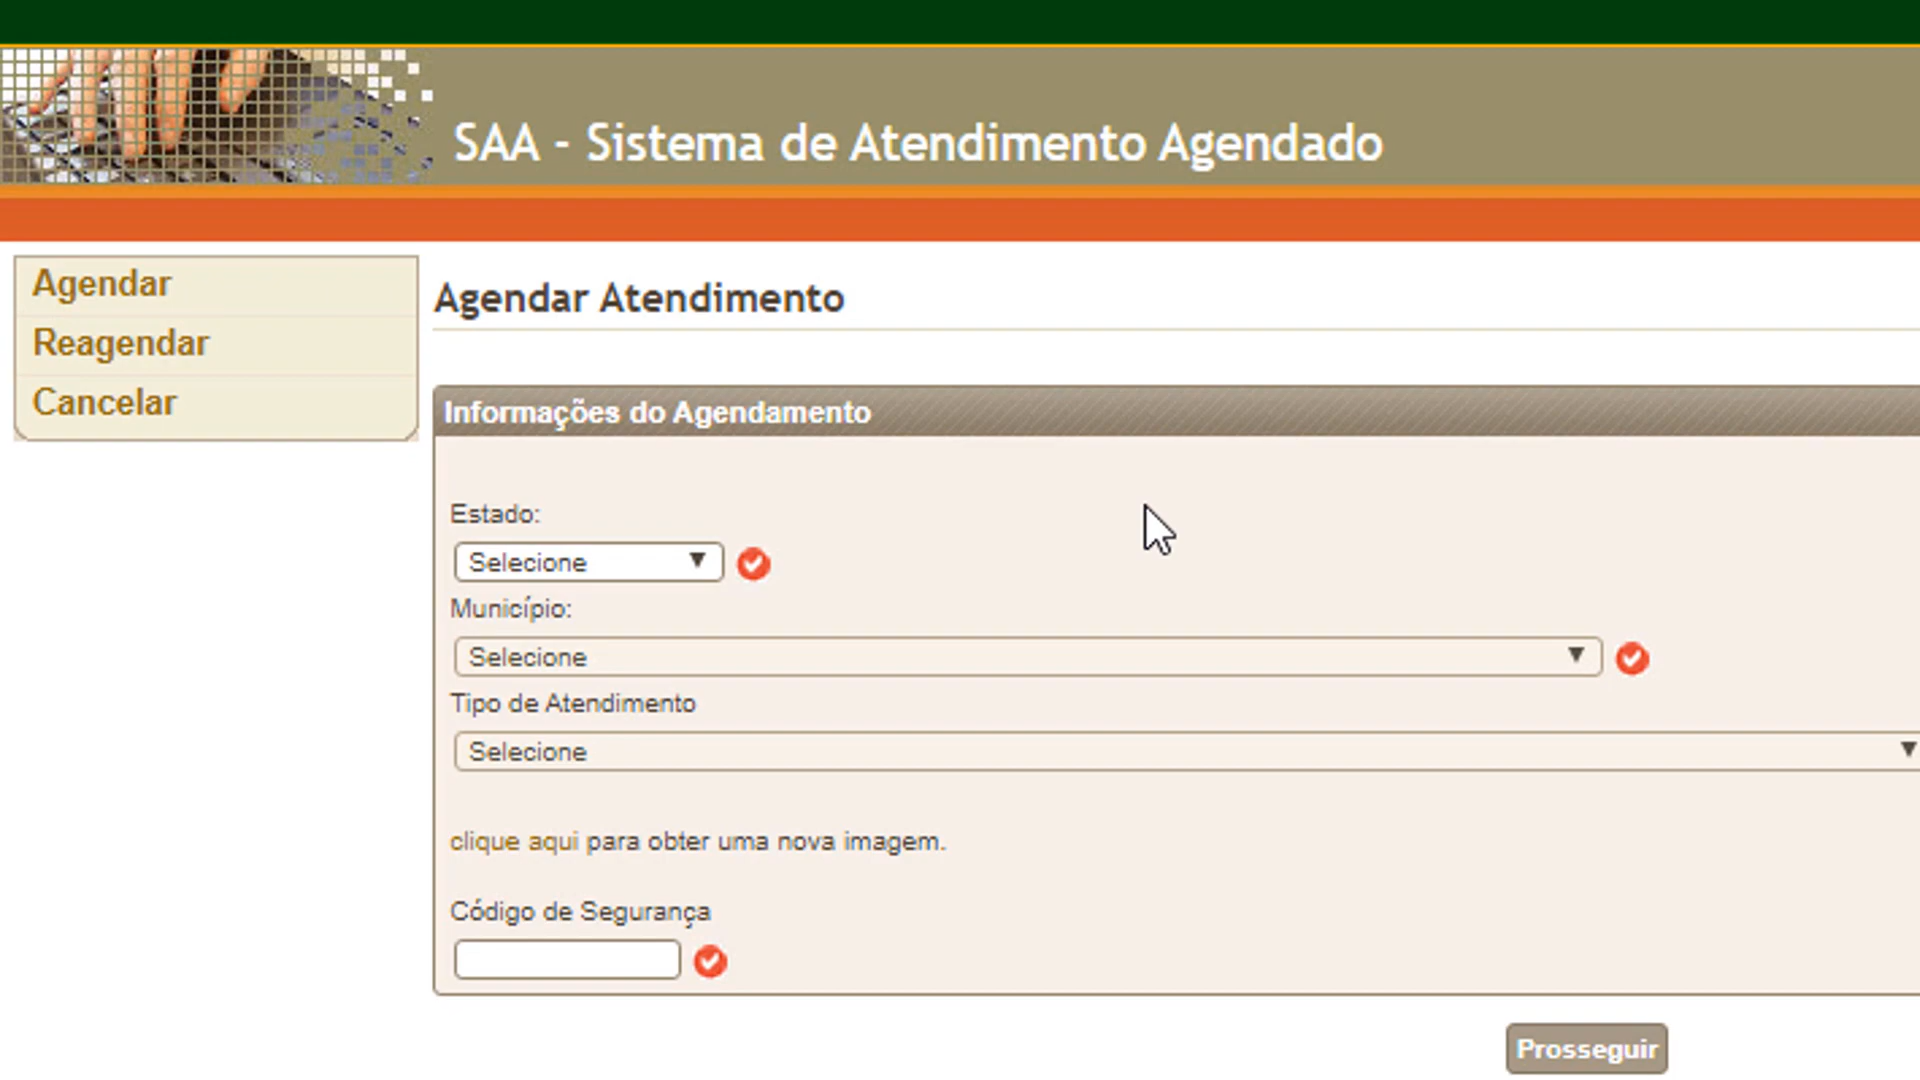 SAA - Sistema de Atendimento Agendado
Agendar
Reagendar
Cancelar
Agendar Atendimento
Informações do Agendamento
Estado:
Selecione
Município:
Selecione
Tipo de Atendimento
Selecione
clique aqui para obter uma nova imagem.
Código de Segurança
Prosseguir